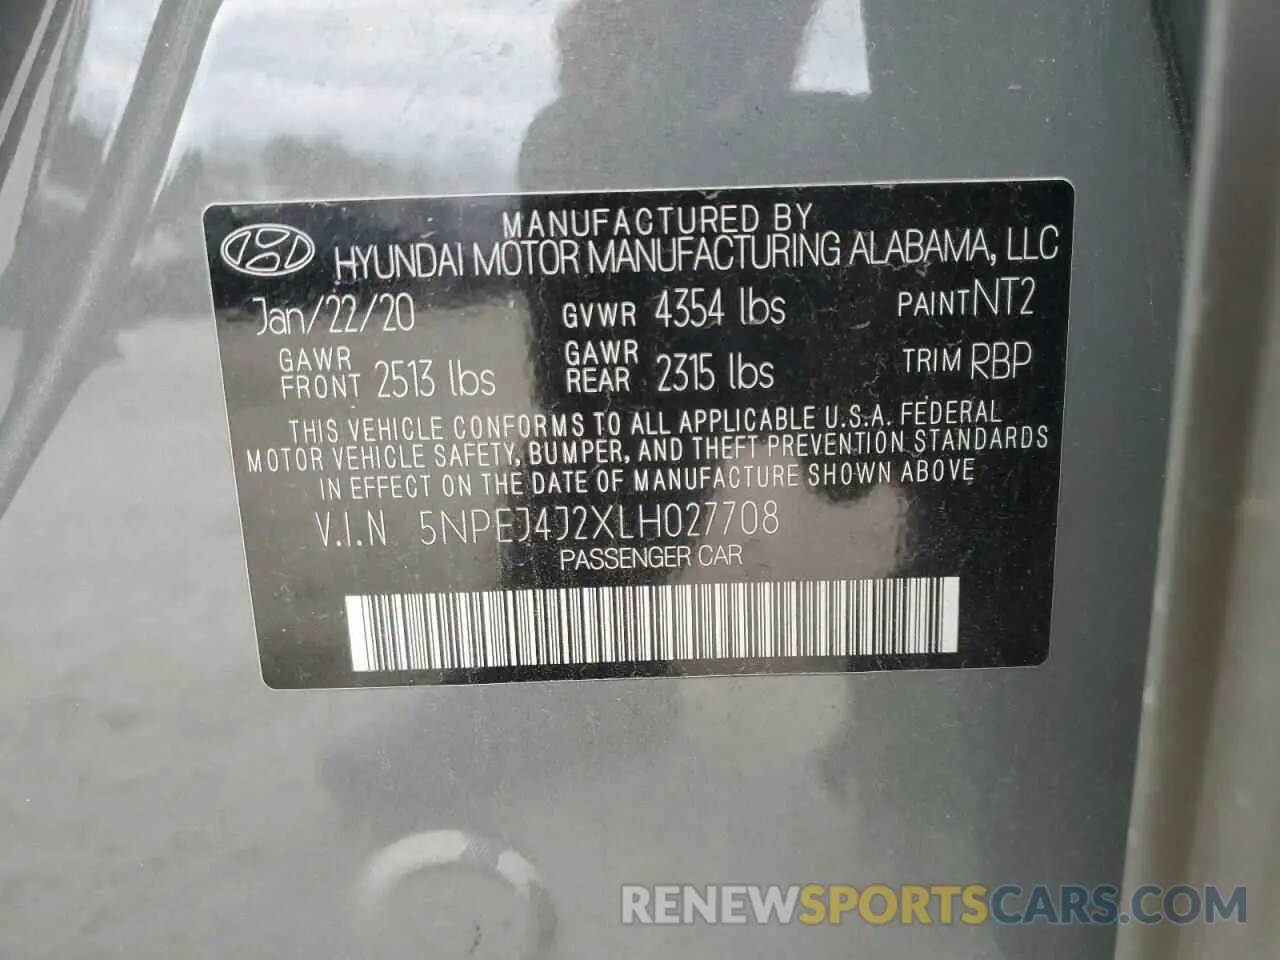 MANUFACTURED BY
HYUNDAI MOTOR MANUFACTURING ALABAMA, LLC
Jan/22/20 GVWR 4354 lbs PAINT NT2
GAWR FRONT 2513 lbs GAWR REAR 2315 lbs TRIM RBP
THIS VEHICLE CONFORMS TO ALL APPLICABLE U.S.A. FEDERAL
MOTOR VEHICLE SAFETY, BUMPER, AND THEFT PREVENTION STANDARDS
IN EFFECT ON THE DATE OF MANUFACTURE SHOWN ABOVE
V.I.N 5NPEJ4J2XLH027708
PASSENGER CAR
RENEWSPORTSCARS.COM